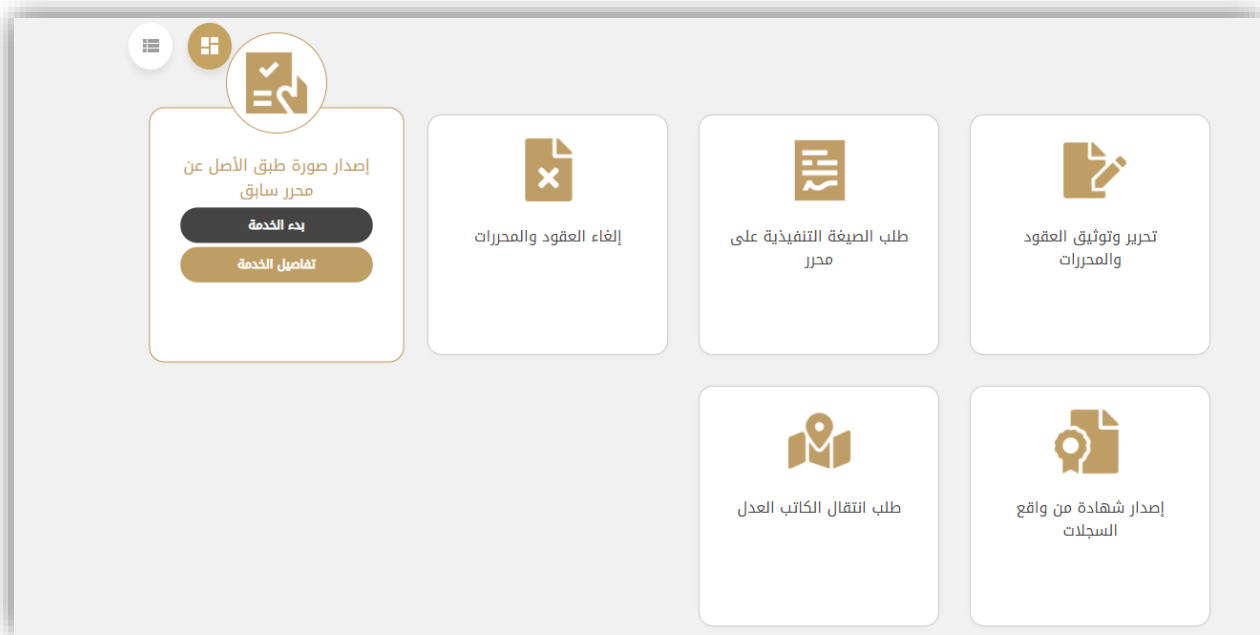 تحرير وتوثيق العقود
والمحررات
طلب الصيغة التنفيذية على
محرر
إلغاء العقود والمحررات
إصدار صورة طبق الأصل عن
محرر سابق
بدء الخدمة
تفاصيل الخدمة
إصدار شهادة من واقع
السجلات
طلب انتقال الكاتب العدل